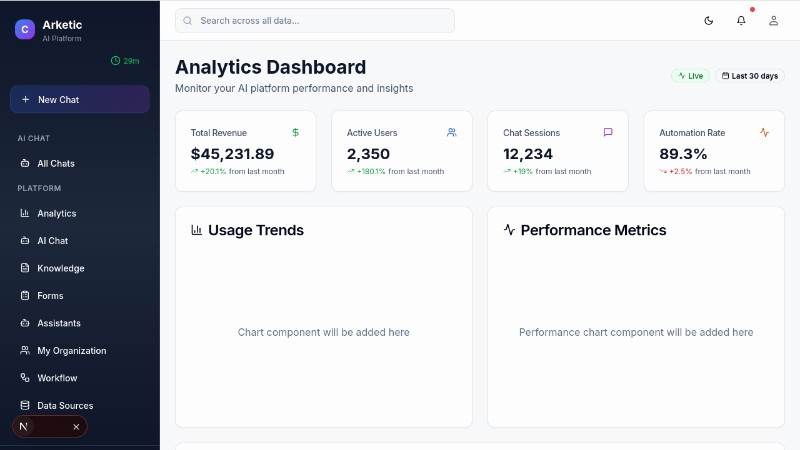 C
Arketic
AI Platform
29m
New Chat
AI CHAT
All Chats
PLATFORM
Analytics
AI Chat
Knowledge
Forms
Assistants
My Organization
Workflow
Data Sources
N
Search across all data...
Analytics Dashboard
Monitor your AI platform performance and insights
Live
Last 30 days
Total Revenue
$45,231.89
+20.1% from last month
Active Users
2,350
+180.1% from last month
Chat Sessions
12,234
+19% from last month
Automation Rate
89.3%
+2.5% from last month
Usage Trends
Chart component will be added here
Performance Metrics
Performance chart component will be added here